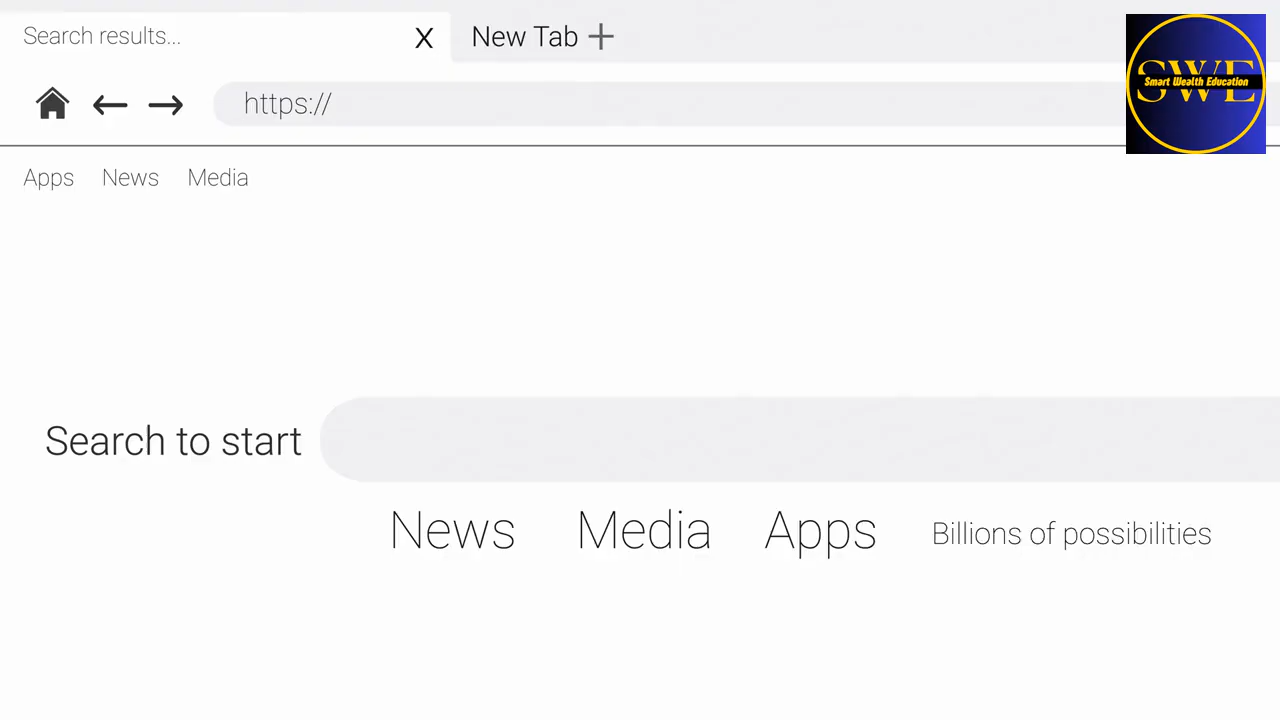 Search results...
X
New Tab +
https://
SWE
Smart Wealth Education
Apps News Media
Search to start
News Media Apps Billions of possibilities